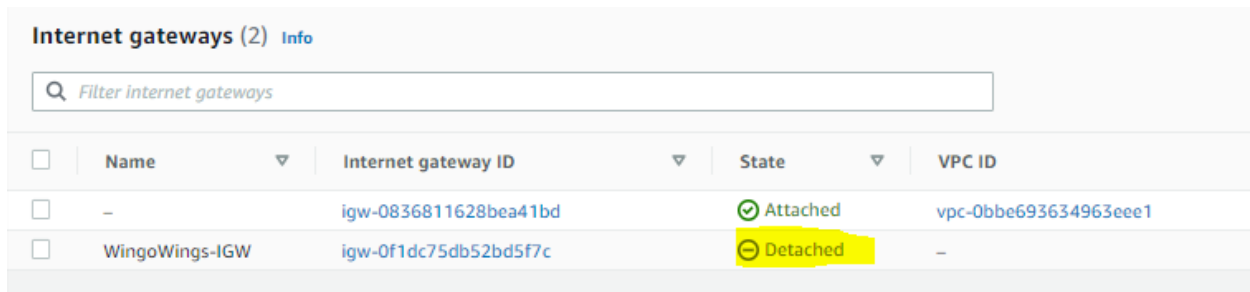 Internet gateways (2) Info
Filter internet gateways
Name Internet gateway ID State VPC ID
– igw-0836811628bea41bd Attached vpc-0bbe693634963eee1
WingoWings-IGW igw-0f1dc75db52bd5f7c Detached –